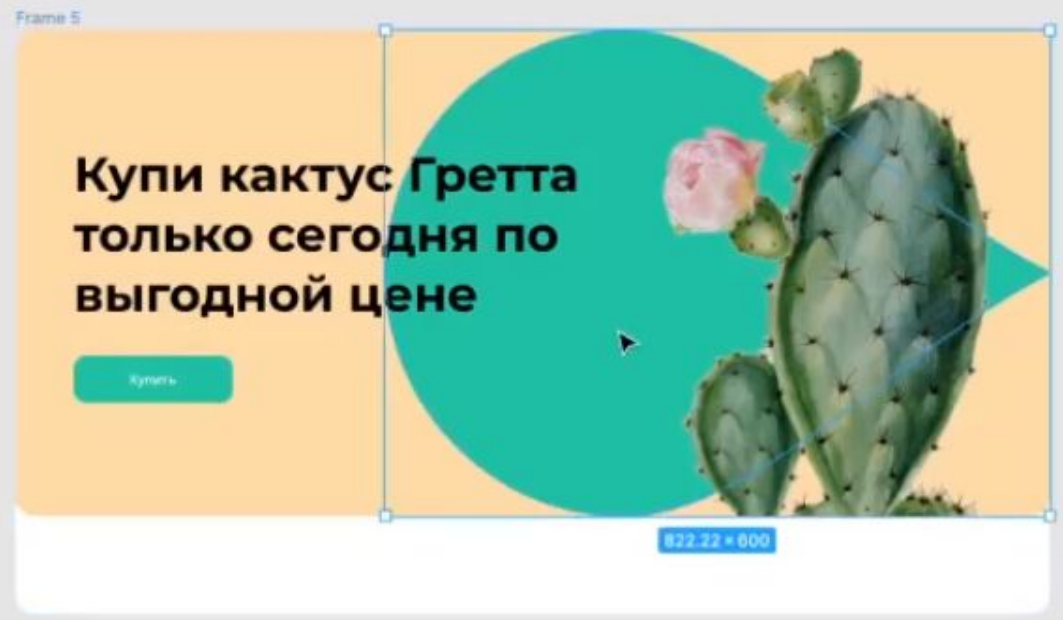 Frame 5
Купи кактус Гретта
только сегодня по
выгодной цене
Купить
822.22 × 600